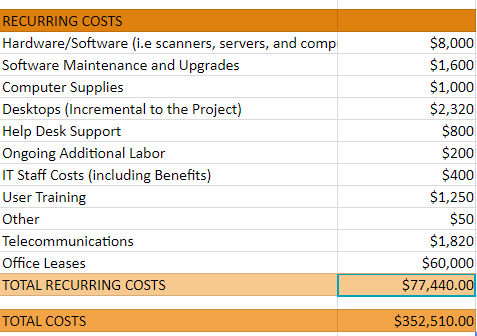 RECURRING COSTS
Hardware/Software (i.e scanners, servers, and comp $8,000
Software Maintenance and Upgrades $1,600
Computer Supplies $1,000
Desktops (Incremental to the Project) $2,320
Help Desk Support $800
Ongoing Additional Labor $200
IT Staff Costs (including Benefits) $400
User Training $1,250
Other $50
Telecommunications $1,820
Office Leases $60,000
TOTAL RECURRING COSTS $77,440.00
TOTAL COSTS $352,510.00